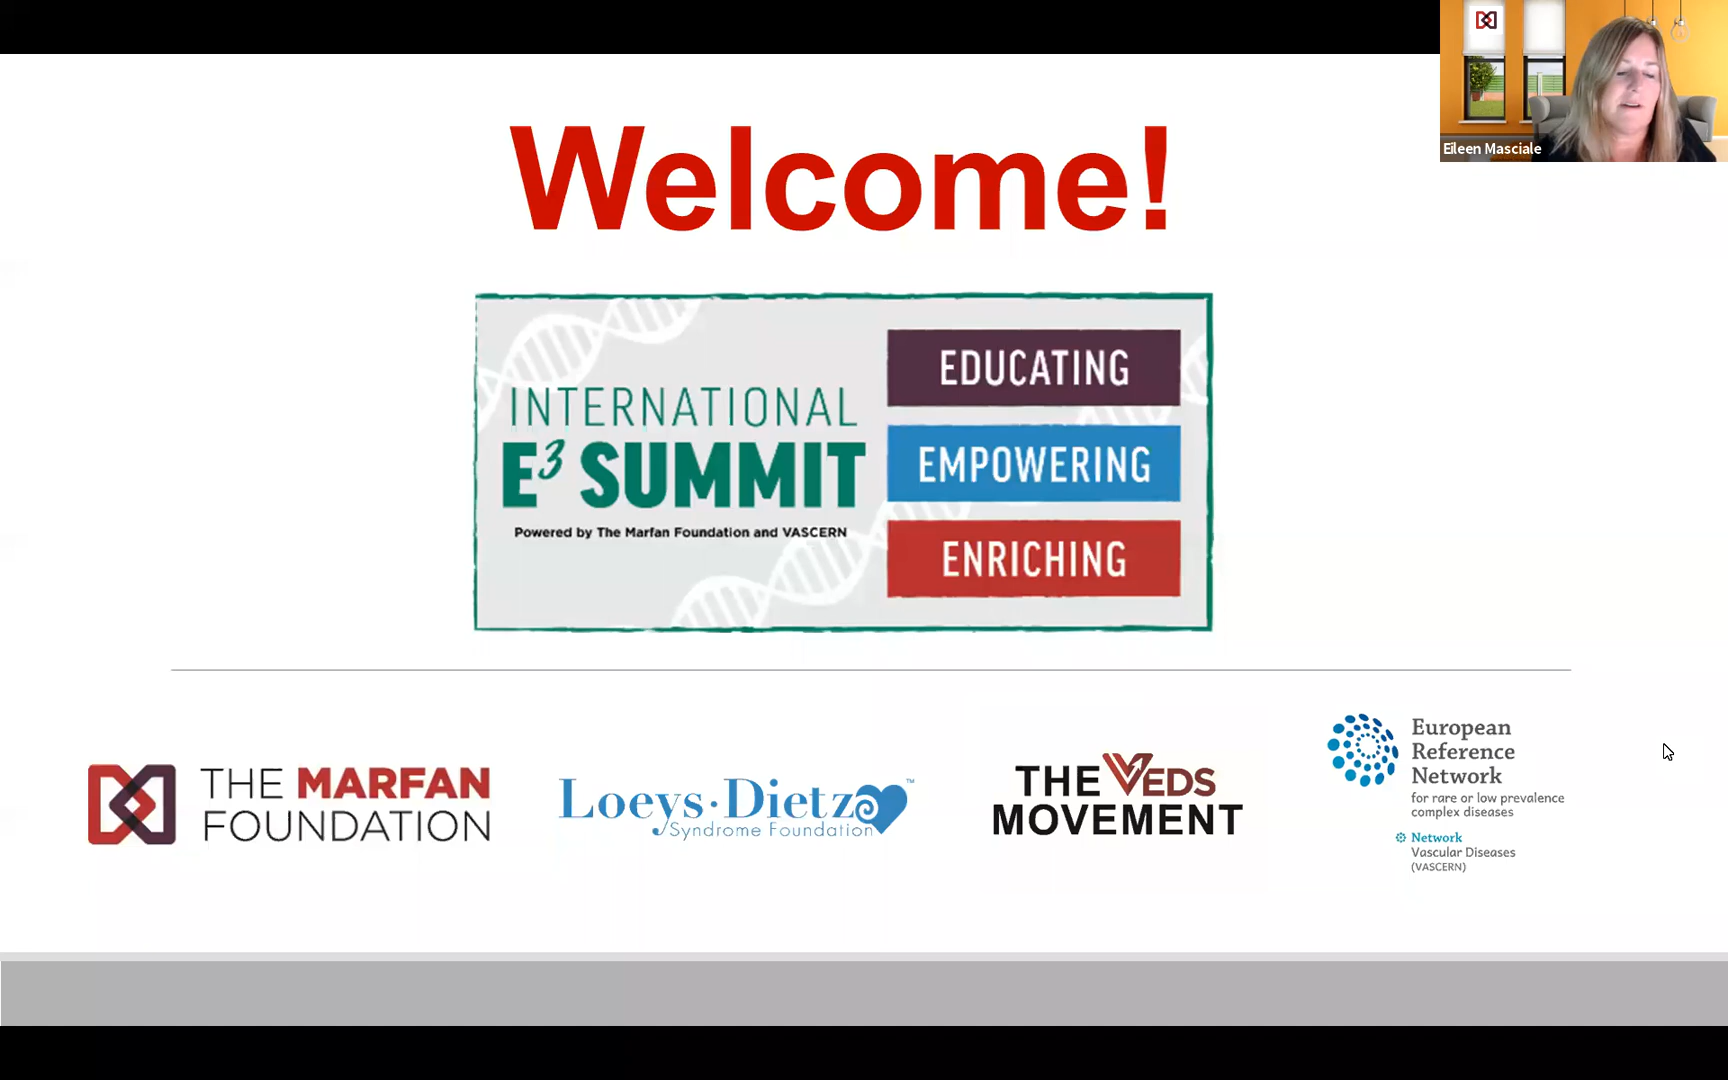 Welcome!
Eileen Masciale
INTERNATIONAL
E³ SUMMIT
Powered by The Marfan Foundation and VASCERN
EDUCATING
EMPOWERING
ENRICHING
THE MARFAN
FOUNDATION
Loeys·Dietz™
Syndrome Foundation
THE VEDS
MOVEMENT
European
Reference
Network
for rare or low prevalence
complex diseases
Network
Vascular Diseases
(VASCERN)